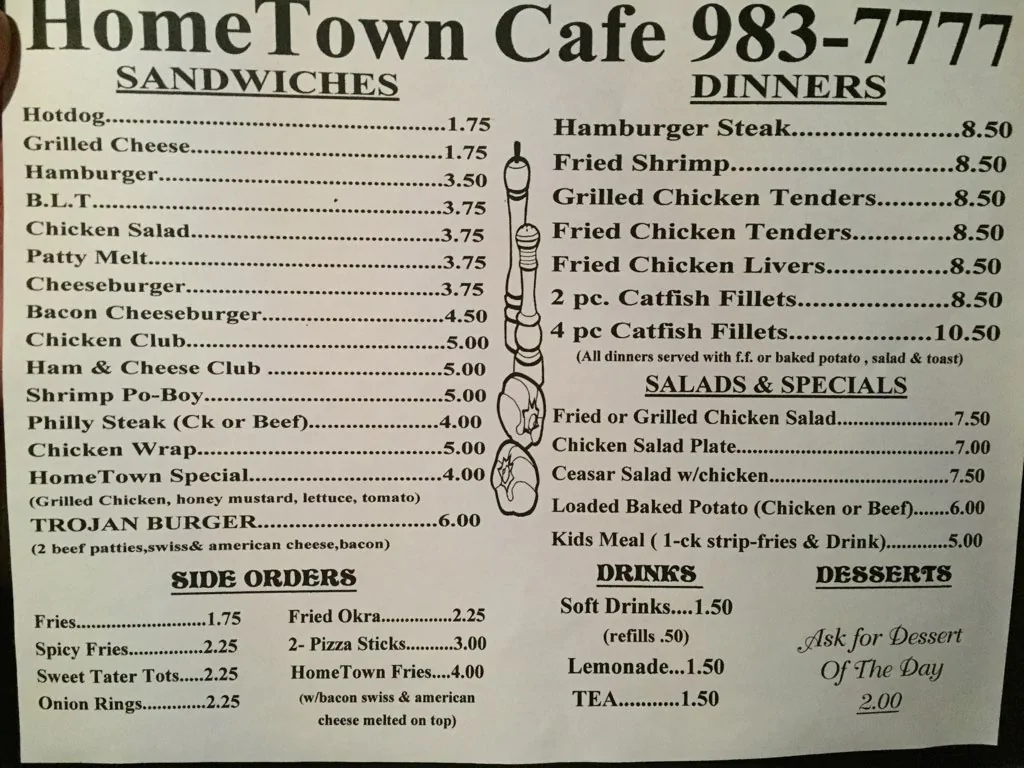 HomeTown Cafe 983-7777
SANDWICHES
Hotdog..........................................1.75
Grilled Cheese...............................1.75
Hamburger....................................3.50
B.L.T............................................3.75
Chicken Salad...............................3.75
Patty Melt.....................................3.75
Cheeseburger................................3.75
Bacon Cheeseburger......................4.50
Chicken Club................................5.00
Ham & Cheese Club .....................5.00
Shrimp Po-Boy..............................5.00
Philly Steak (Ck or Beef)................4.00
Chicken Wrap..............................5.00
HomeTown Special........................4.00
(Grilled Chicken, honey mustard, lettuce, tomato)
TROJAN BURGER......................6.00
(2 beef patties,swiss& american cheese,bacon)
DINNERS
Hamburger Steak.....................8.50
Fried Shrimp............................8.50
Grilled Chicken Tenders..........8.50
Fried Chicken Tenders............8.50
Fried Chicken Livers...............8.50
2 pc. Catfish Fillets...................8.50
4 pc Catfish Fillets..................10.50
(All dinners served with f.f. or baked potato , salad & toast)
SALADS & SPECIALS
Fried or Grilled Chicken Salad....................7.50
Chicken Salad Plate.....................................7.00
Ceasar Salad w/chicken...............................7.50
Loaded Baked Potato (Chicken or Beef)......6.00
Kids Meal ( 1-ck strip-fries & Drink)...........5.00
SIDE ORDERS
Fries..........................1.75
Spicy Fries...............2.25
Sweet Tater Tots.....2.25
Onion Rings.............2.25
Fried Okra...............2.25
2- Pizza Sticks..........3.00
HomeTown Fries....4.00
(w/bacon swiss & american
cheese melted on top)
DRINKS
Soft Drinks....1.50
(refills .50)
Lemonade...1.50
TEA...........1.50
DESSERTS
Ask for Dessert
Of The Day
2.00